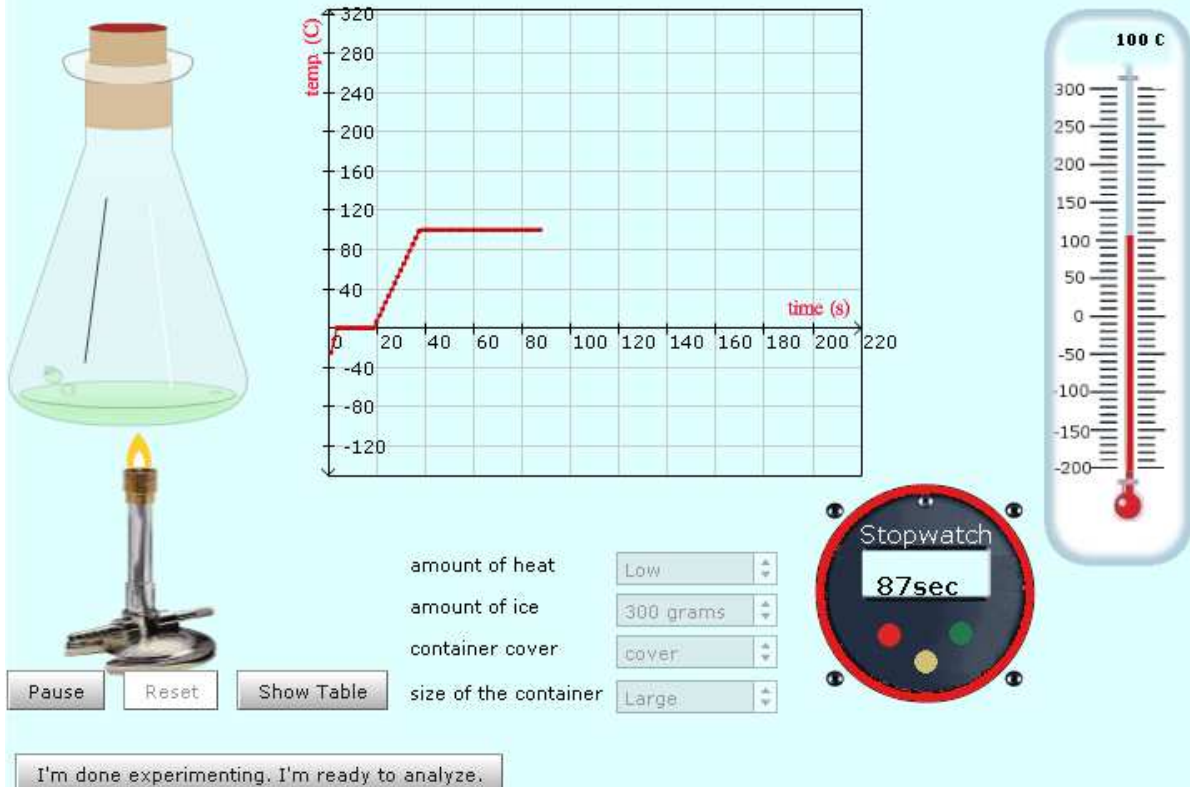 320
280
240
200
160
120
80
40
-40
-80
-120
temp. (C)
time (s)
0 20 40 60 80 100 120 140 160 180 200 220
100 C
300
250
200
150
100
50
0
-50
-100
-150
-200
Stopwatch
87sec
amount of heat Low
amount of ice 300 grams
container cover cover
size of the container Large
Pause Reset Show Table
I'm done experimenting. I'm ready to analyze.